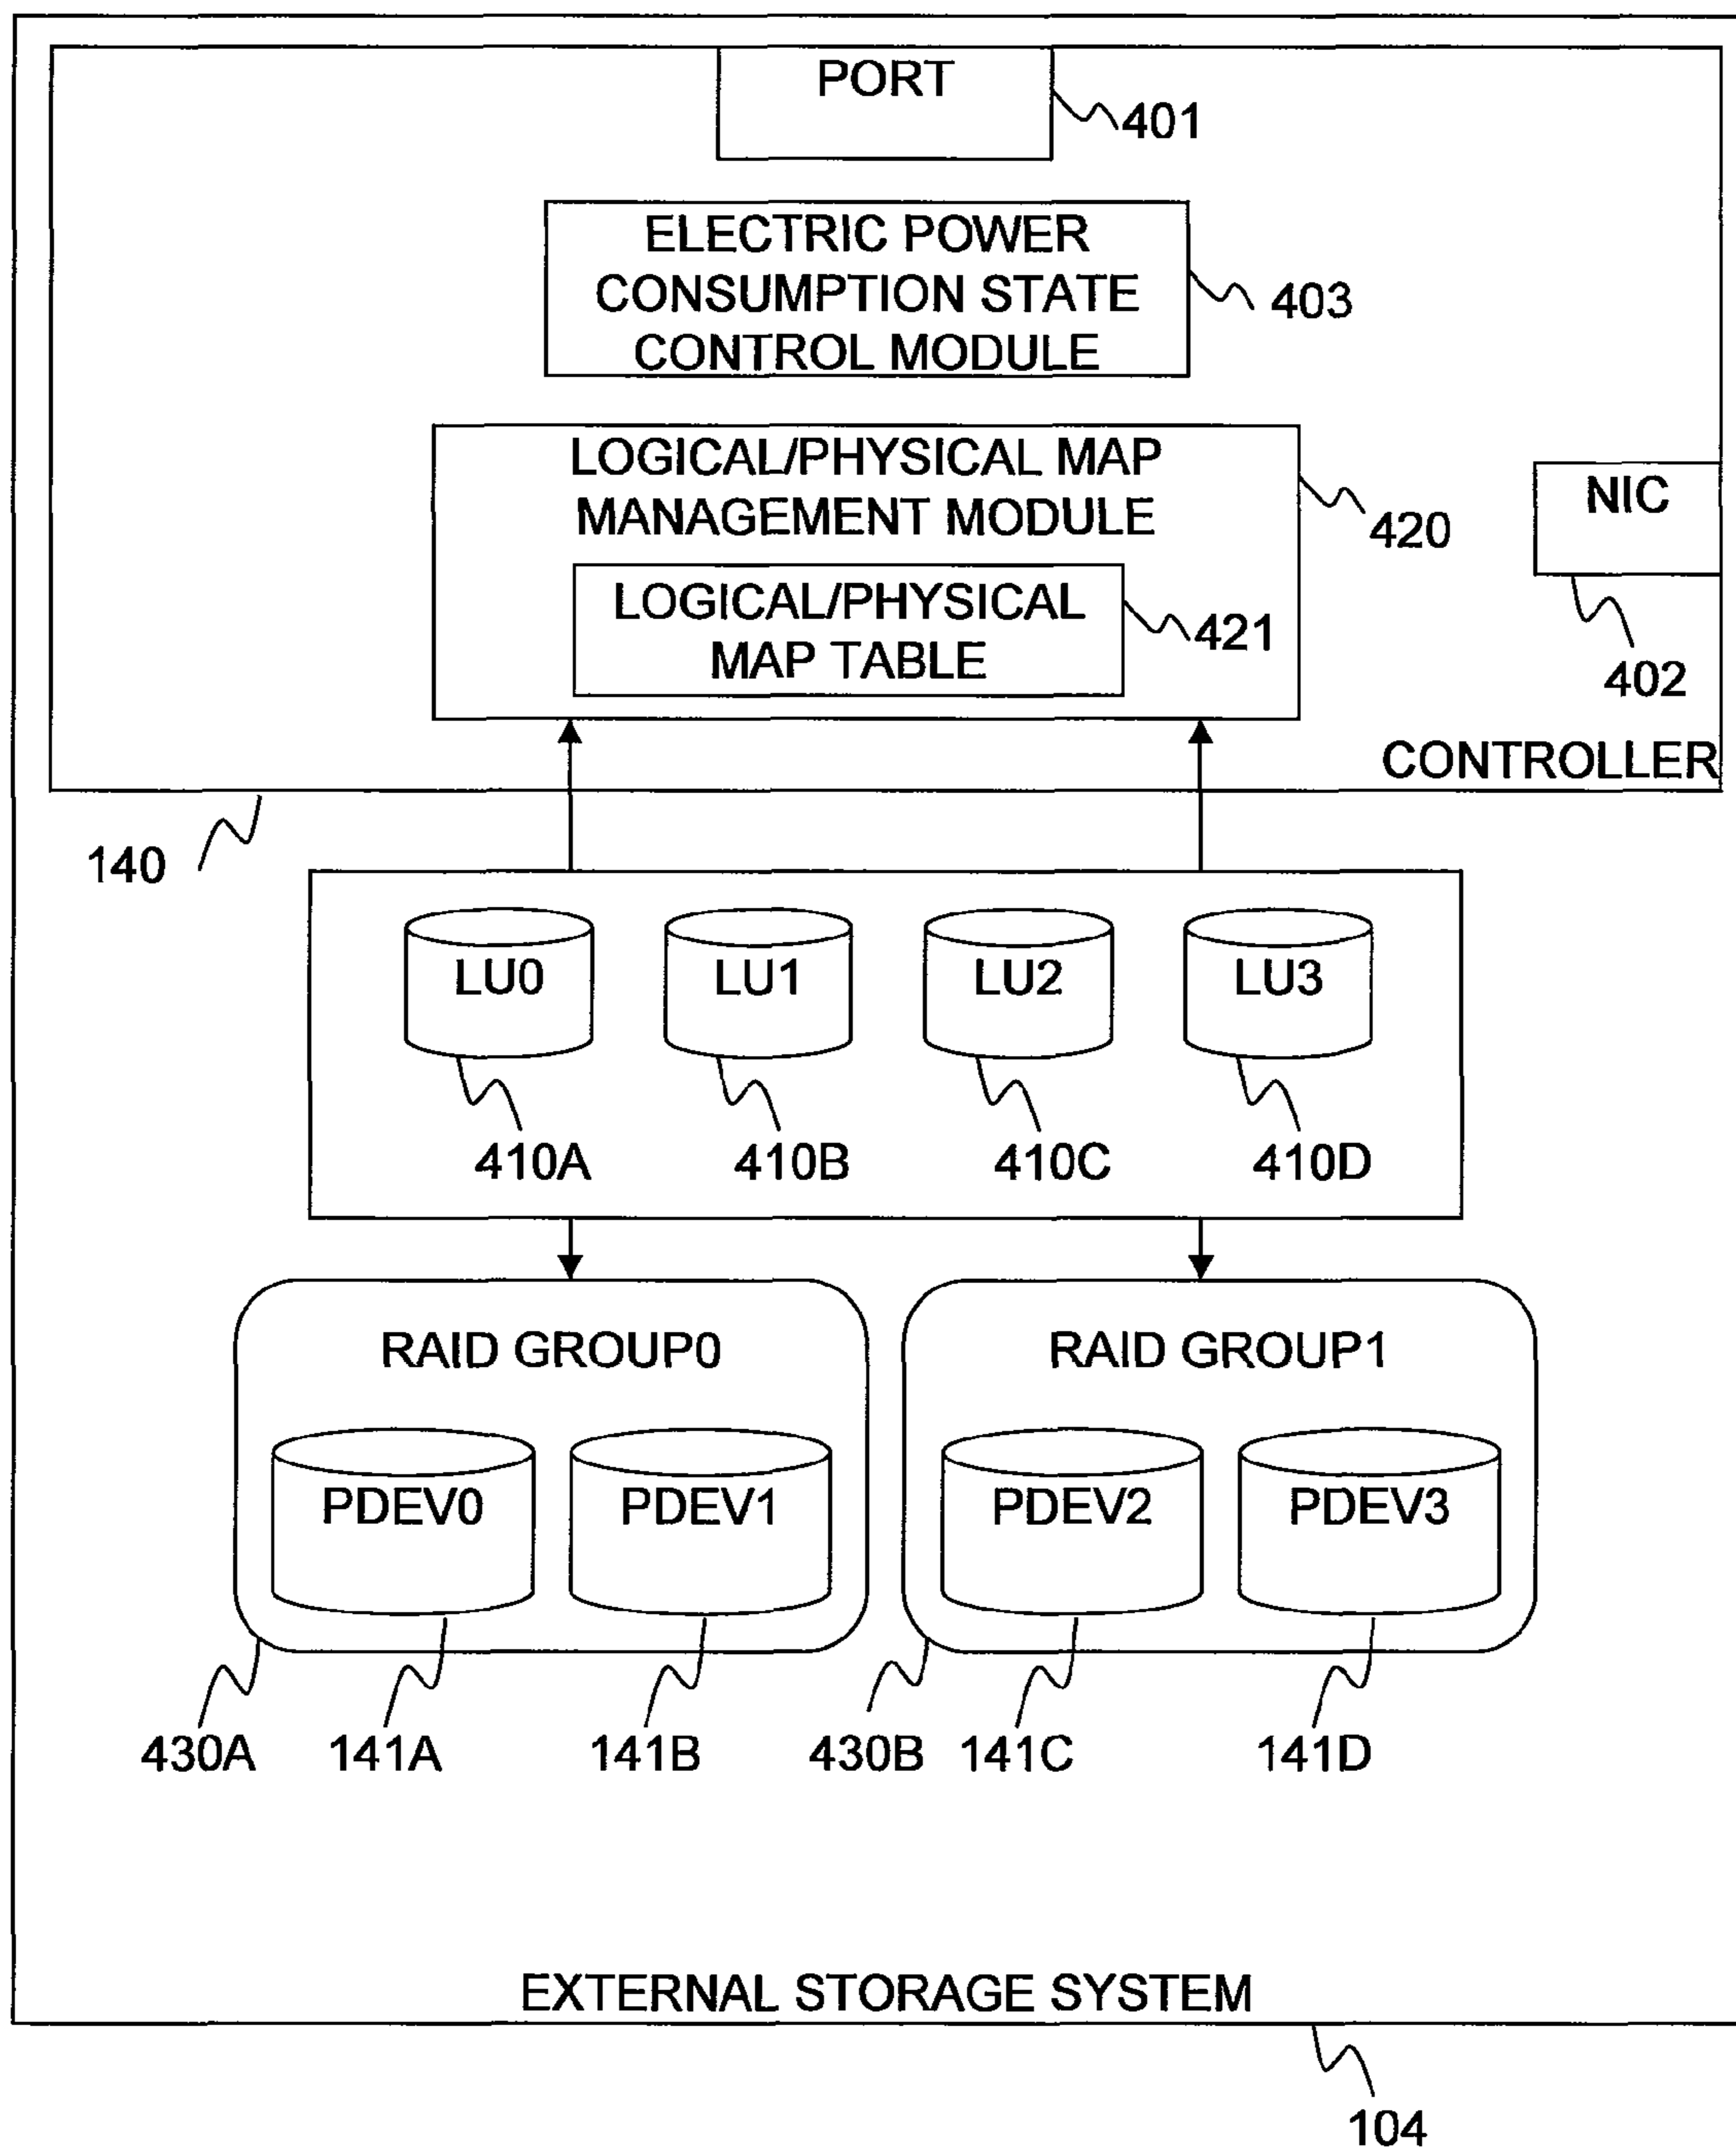 PORT
401
ELECTRIC POWER
CONSUMPTION STATE
CONTROL MODULE
403
LOGICAL/PHYSICAL MAP
MANAGEMENT MODULE
420
NIC
402
LOGICAL/PHYSICAL
MAP TABLE
421
CONTROLLER
140
LU0
LU1
LU2
LU3
410A
410B
410C
410D
RAID GROUP0
RAID GROUP1
PDEV0
PDEV1
PDEV2
PDEV3
430A
141A
141B
430B
141C
141D
EXTERNAL STORAGE SYSTEM
104